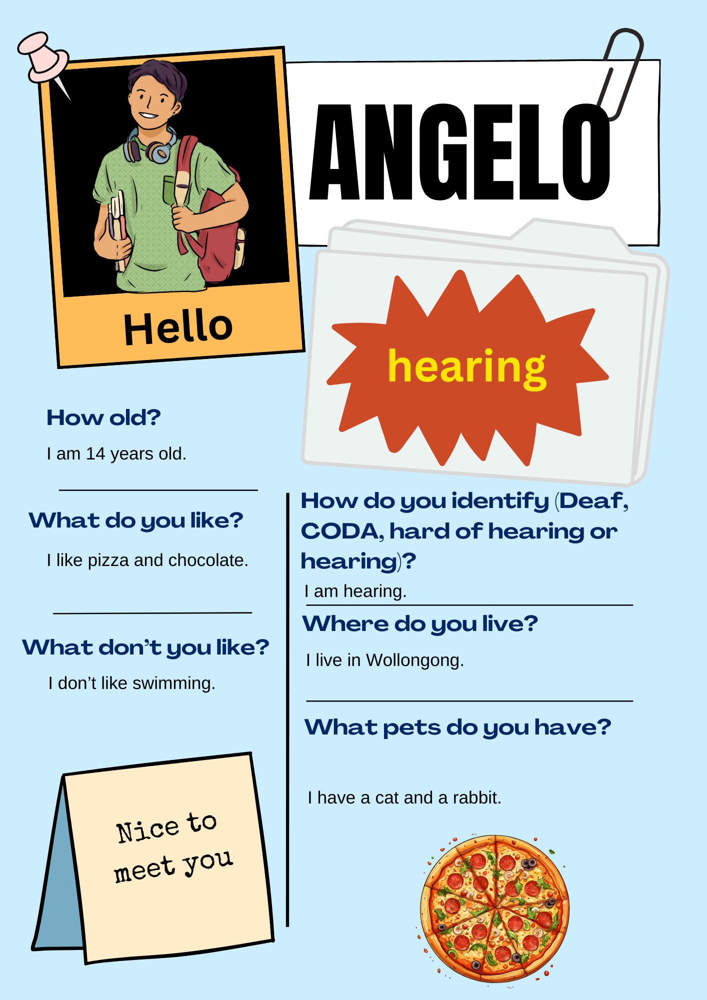 ANGELO
Hello
hearing
How old?
I am 14 years old.
What do you like?
I like pizza and chocolate.
What don’t you like?
I don’t like swimming.
Nice to
meet you
How do you identify (Deaf,
CODA, hard of hearing or
hearing)?
I am hearing.
Where do you live?
I live in Wollongong.
What pets do you have?
I have a cat and a rabbit.